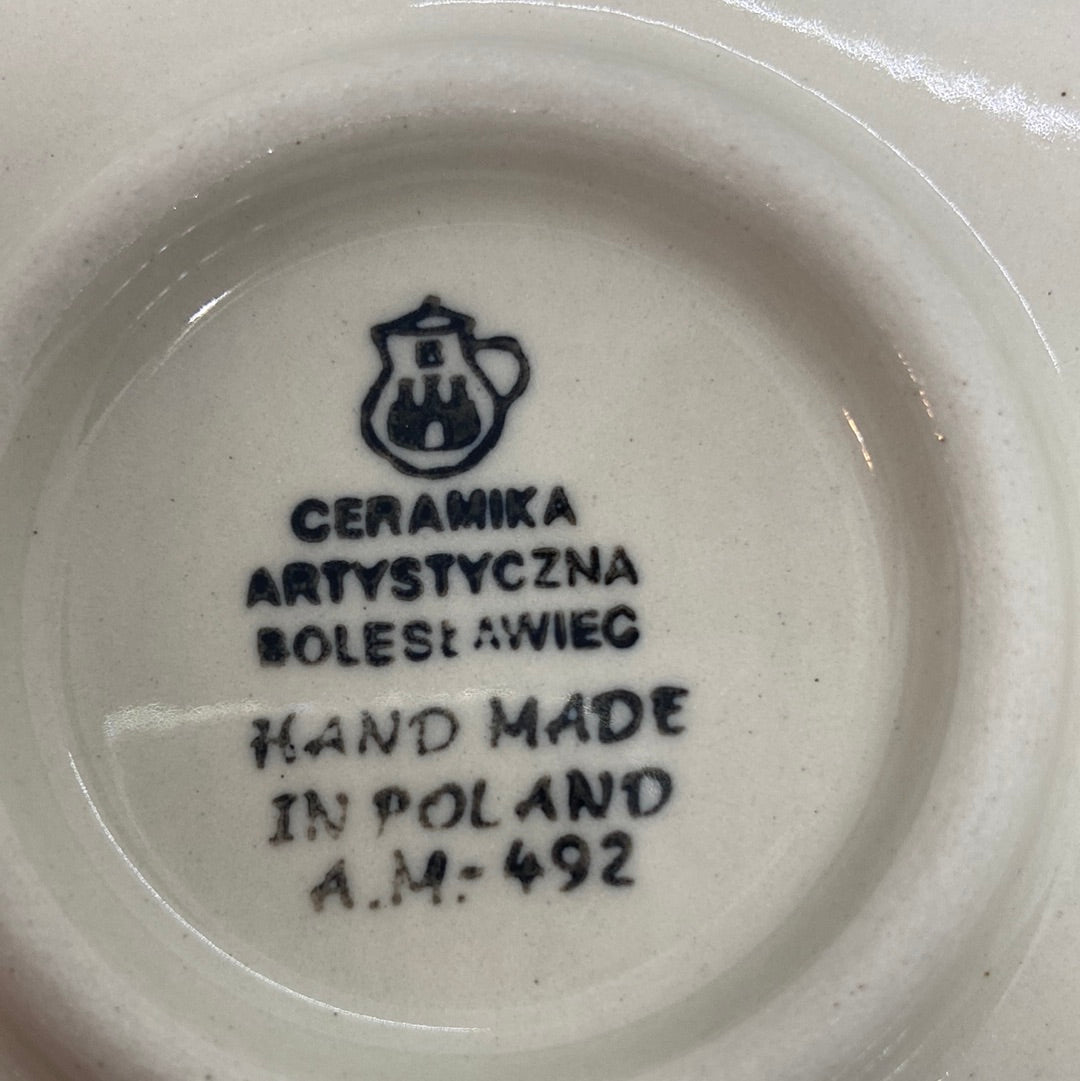 CERAMIKA
ARTYSTYCZNA
BOLESŁAWIEC
HAND MADE
IN POLAND
A.M.- 492